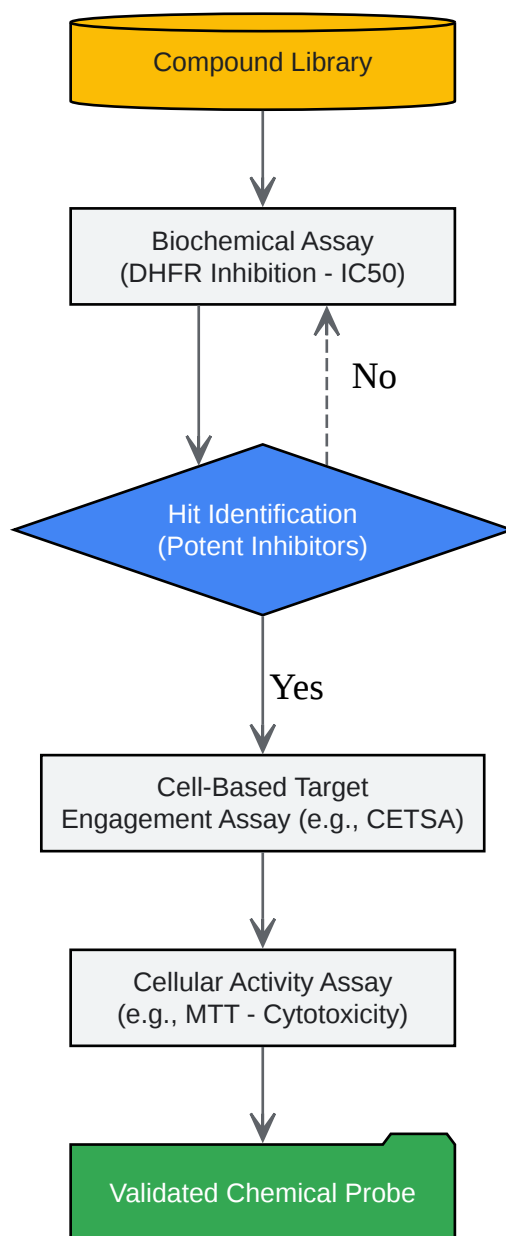 Compound Library
Biochemical Assay
(DHFR Inhibition - IC50)
No
Hit Identification
(Potent Inhibitors)
Yes
Cell-Based Target
Engagement Assay (e.g., CETSA)
Cellular Activity Assay
(e.g., MTT - Cytotoxicity)
Validated Chemical Probe